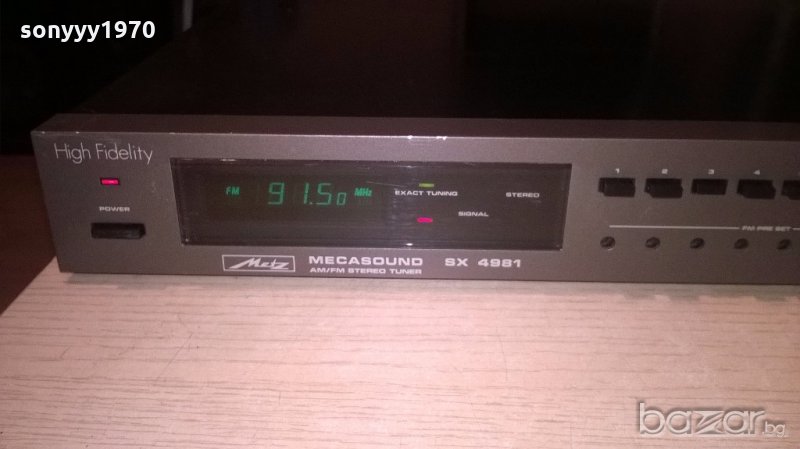 sonyyy1970
High Fidelity
POWER
FM 91.50 MHz
EXACT TUNING
STEREO
SIGNAL
1 2 3 4
FM PRE SET
Metz MECASOUND SX 4981
AM/FM STEREO TUNER
bazar.bg